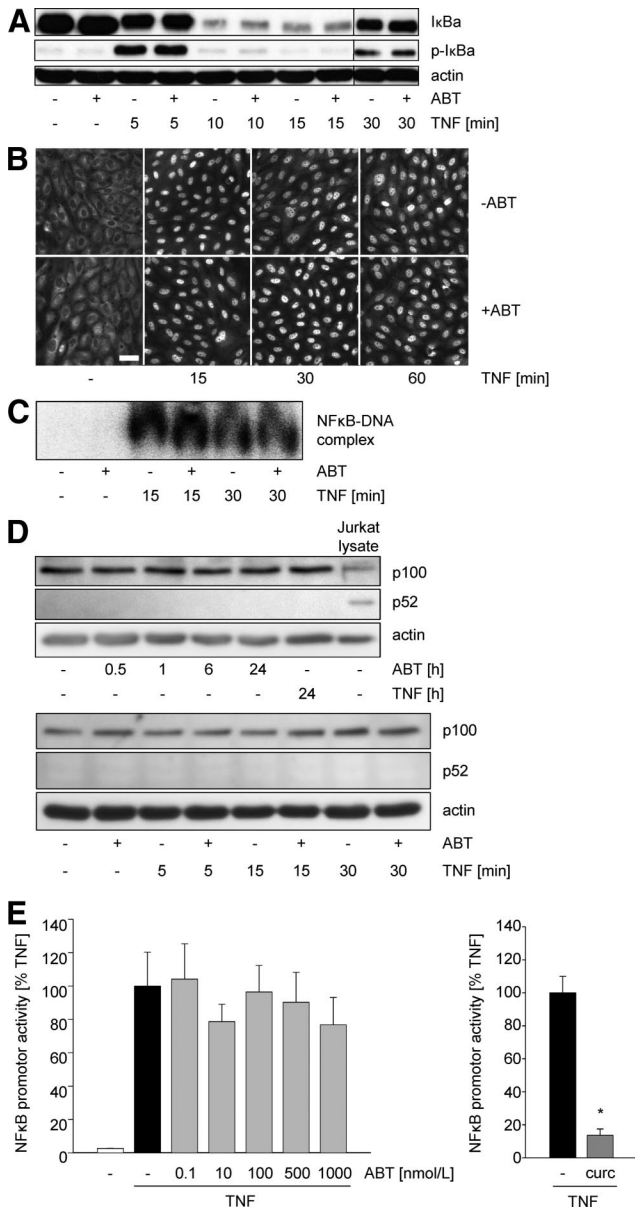 A
IκBa
p-IκBa
actin
- + - + - + - + - + ABT
- - 5 5 10 10 15 15 30 30 TNF [min]
B
-ABT
+ABT
- 15 30 60 TNF [min]
C
NFκB-DNA
complex
- + - + - + ABT
- - 15 15 30 30 TNF [min]
D
Jurkat
lysate
p100
p52
actin
- 0.5 1 6 24 - - ABT [h]
- - - - - 24 - TNF [h]
p100
p52
actin
- + - + - + - + ABT
- - 5 5 15 15 30 30 TNF [min]
E
NFκB promotor activity [% TNF]
140
120
100
80
60
40
20
0
- - 0.1 10 100 500 1000 ABT [nmol/L]
TNF
NFκB promotor activity [% TNF]
140
120
100
80
60
40
20
0
*
- curc
TNF